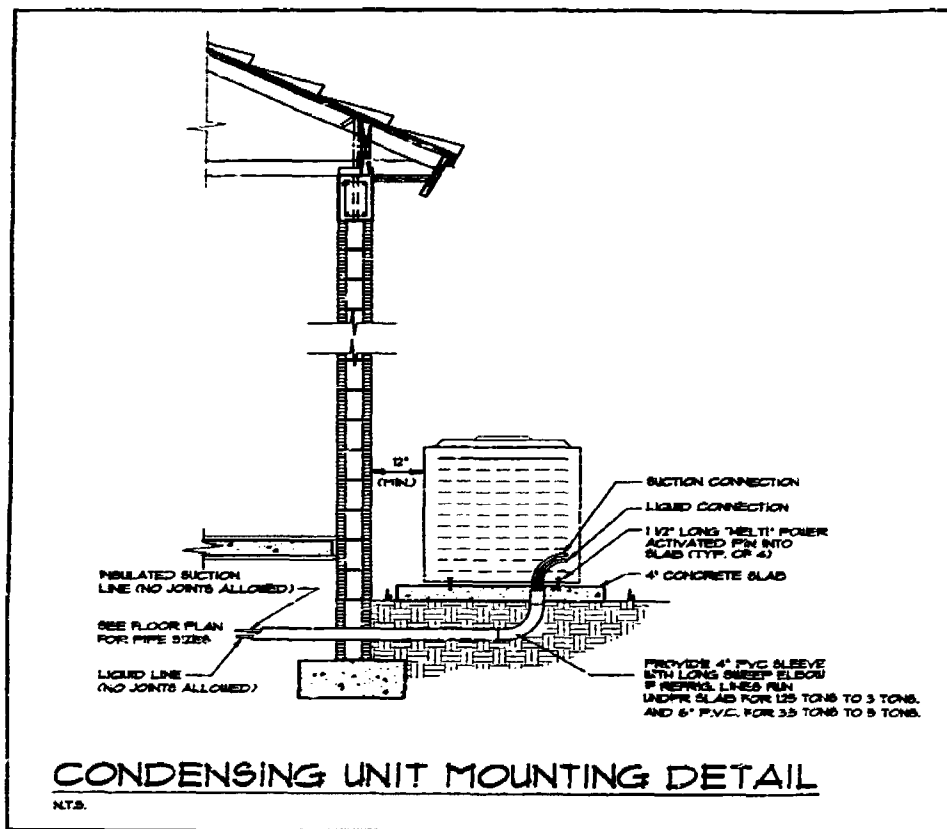 12"
(MIN.)
SUCTION CONNECTION
LIQUID CONNECTION
1 1/2" LONG "HELTI" POWER
ACTIVATED PIN INTO
SLAB (TYP. OF 4)
4" CONCRETE SLAB
INSULATED SUCTION
LINE (NO JOINTS ALLOWED)
SEE FLOOR PLAN
FOR PIPE SIZES
LIQUID LINE
(NO JOINTS ALLOWED)
PROVIDE 4" PVC SLEEVE
WITH LONG SWEEP ELBOW
IF REFRIG. LINES RUN
UNDER SLAB FOR 1.25 TONS TO 3 TONS.
AND 6" P.V.C. FOR 3.5 TONS TO 5 TONS.
CONDENSING UNIT MOUNTING DETAIL
N.T.S.